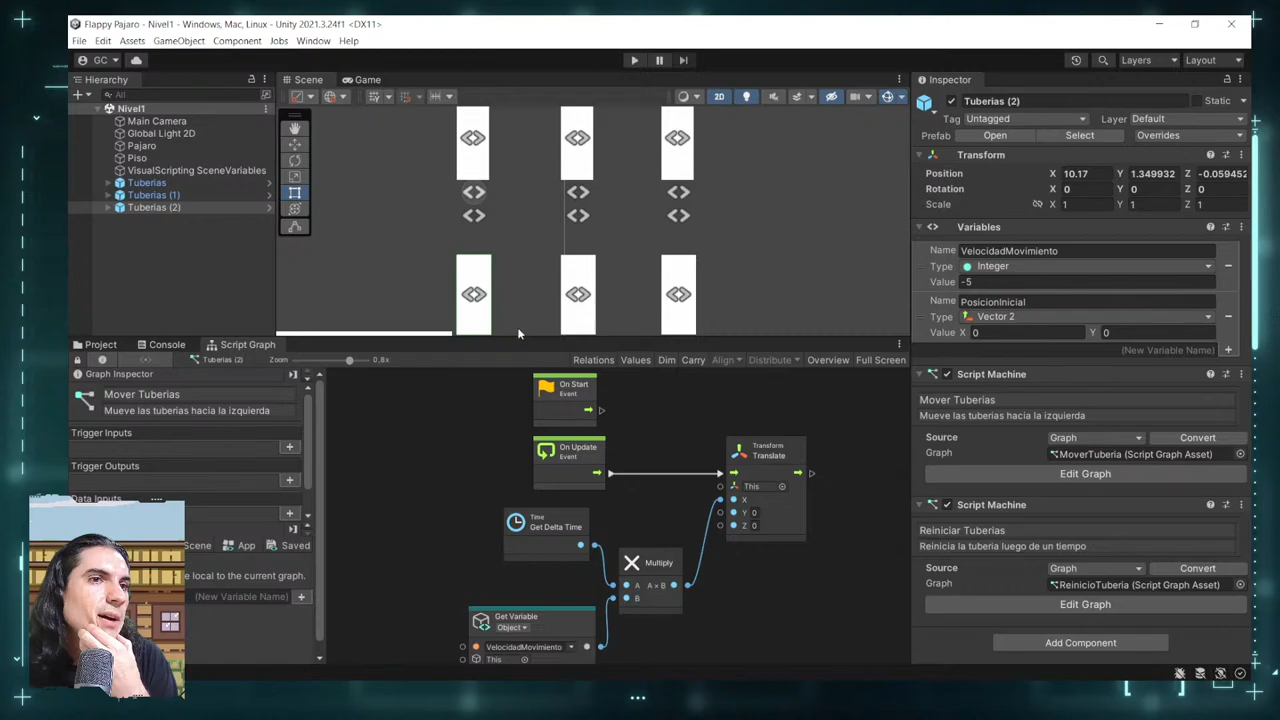 Flappy Pajaro - Nivel1 - Windows, Mac, Linux - Unity 2021.3.24f1 <DX11>
File Edit Assets GameObject Component Jobs Window Help
GC
Layers
Layout
Hierarchy
All
Nivel1
Main Camera
Global Light 2D
Pajaro
Piso
VisualScripting SceneVariables
Tuberias
Tuberias (1)
Tuberias (2)
Scene
Game
2D
Project
Console
Script Graph
Tuberias (2)
Zoom
0,8x
Relations Values Dim Carry Align Distribute Overview Full Screen
Graph Inspector
Mover Tuberias
Mueve las tuberias hacia la izquierda
Trigger Inputs
Trigger Outputs
Data Inputs
Scene
App
Saved
local to the current graph.
(New Variable Name)
On Start
Event
On Update
Event
Transform
Translate
This
X
Y 0
Z 0
Time
Get Delta Time
Multiply
A A × B
B
Get Variable
Object
VelocidadMovimiento
This
Inspector
Tuberias (2)
Static
Tag Untagged Layer Default
Prefab Open Select Overrides
Transform
Position X 10.17 Y 1.349932 Z -0.059452
Rotation X 0 Y 0 Z 0
Scale X 1 Y 1 Z 1
Variables
Name VelocidadMovimiento
Type Integer
Value -5
Name PosicionInicial
Type Vector 2
Value X 0 Y 0
(New Variable Name)
Script Machine
Mover Tuberias
Mueve las tuberias hacia la izquierda
Source Graph Convert
Graph MoverTuberia (Script Graph Asset)
Edit Graph
Script Machine
Reiniciar Tuberias
Reinicia la tuberia luego de un tiempo
Source Graph Convert
Graph ReinicioTuberia (Script Graph Asset)
Edit Graph
Add Component